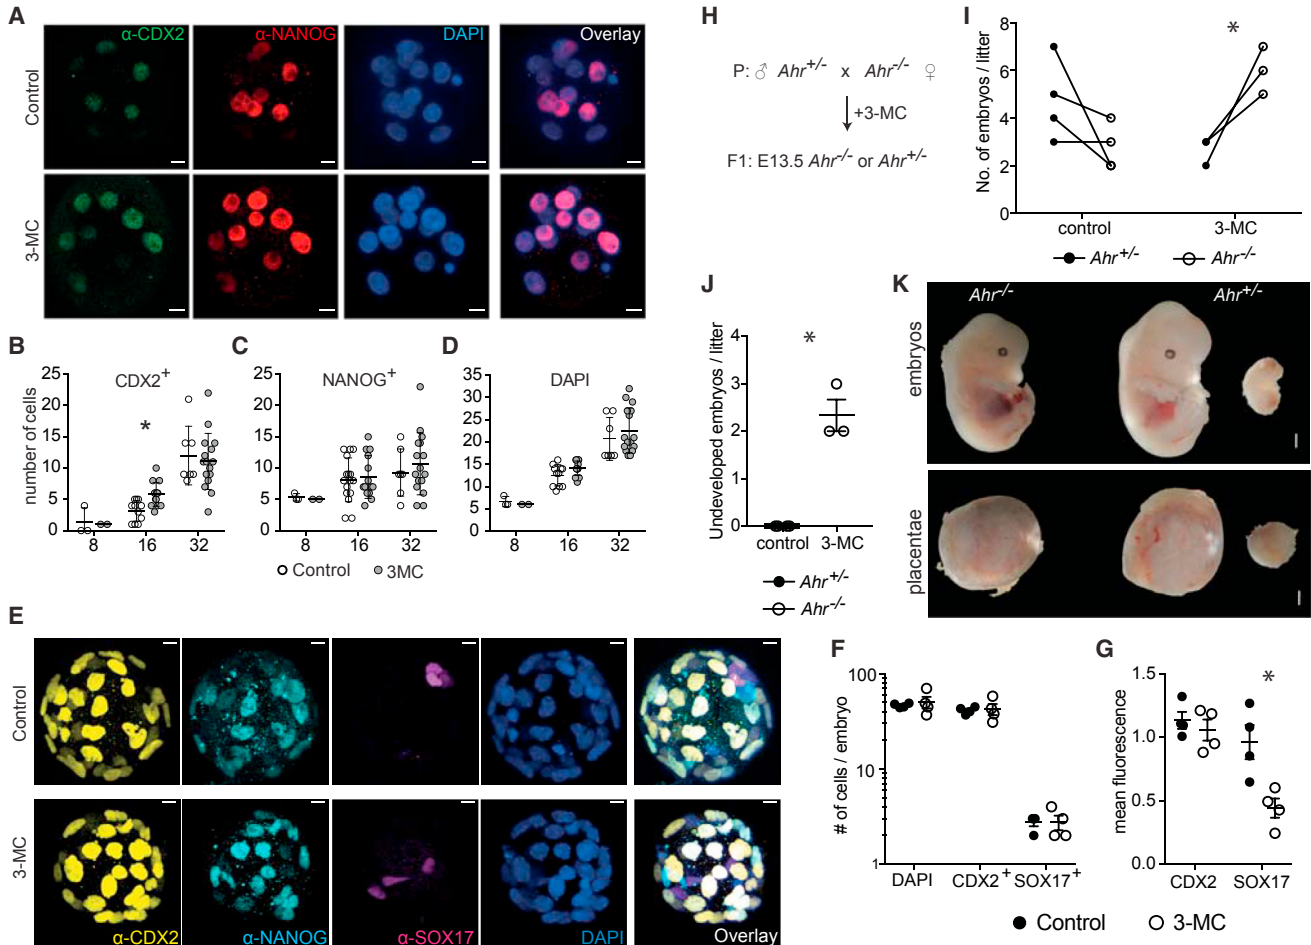 A
α-CDX2 α-NANOG DAPI Overlay
Control
3-MC
B
CDX2+
number of cells
25
20
15
10
5
0
8 16 32
*
C
NANOG+
25
20
15
10
5
0
8 16 32
D
DAPI
35
30
25
20
15
10
5
0
8 16 32
Control 3MC
E
Control
3-MC
α-CDX2 α-NANOG α-SOX17 DAPI Overlay
H
P: ♂ Ahr+/- x Ahr-/- ♀
+3-MC
F1: E13.5 Ahr-/- or Ahr+/-
I
No. of embryos / litter
8
6
4
2
0
*
control 3-MC
Ahr+/- Ahr-/-
J
Undeveloped embryos / litter
4
3
2
1
0
*
control 3-MC
Ahr+/-
Ahr-/-
K
Ahr-/- Ahr+/-
embryos
placentae
F
# of cells / embryo
100
10
1
DAPI CDX2+ SOX17+
G
mean fluorescence
1.5
1.0
0.5
0.0
*
CDX2 SOX17
Control 3-MC